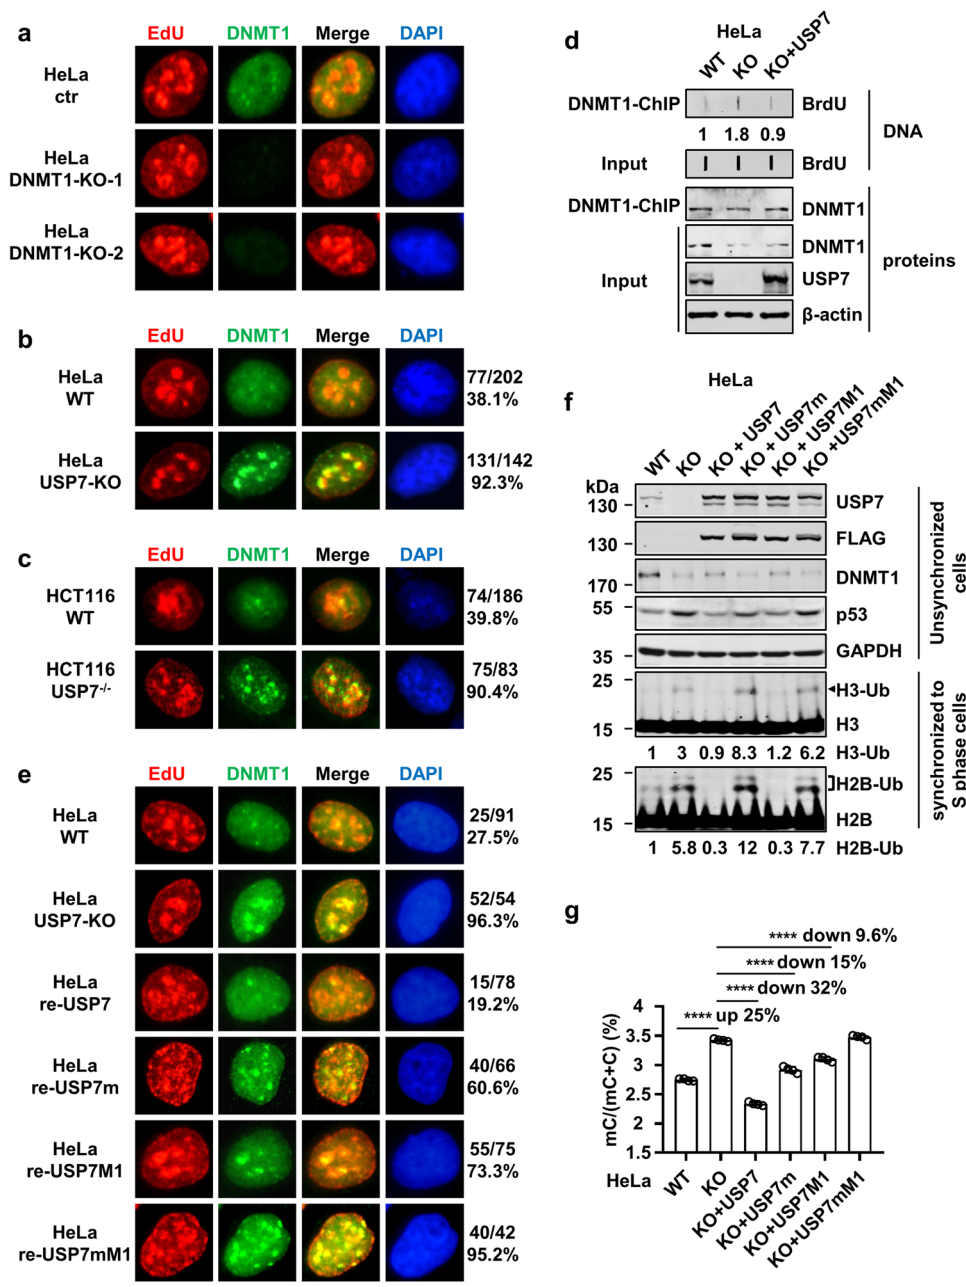 a
EdU DNMT1 Merge DAPI
HeLa
ctr
HeLa
DNMT1-KO-1
HeLa
DNMT1-KO-2
b
EdU DNMT1 Merge DAPI
HeLa
WT
77/202
38.1%
HeLa
USP7-KO
131/142
92.3%
c
EdU DNMT1 Merge DAPI
HCT116
WT
74/186
39.8%
HCT116
USP7-/-
75/83
90.4%
d
HeLa
WT KO KO+USP7
DNMT1-ChIP BrdU
1 1.8 0.9
Input BrdU
DNA
DNMT1-ChIP DNMT1
DNMT1
Input USP7
β-actin
proteins
e
EdU DNMT1 Merge DAPI
HeLa
WT
25/91
27.5%
HeLa
USP7-KO
52/54
96.3%
HeLa
re-USP7
15/78
19.2%
HeLa
re-USP7m
40/66
60.6%
HeLa
re-USP7M1
55/75
73.3%
HeLa
re-USP7mM1
40/42
95.2%
f
HeLa
WT KO KO + USP7 KO + USP7m KO + USP7M1 KO +USP7mM1
kDa
130 USP7
130 FLAG
170 DNMT1
55 p53
35 GAPDH
Unsynchronized
cells
25 H3-Ub
15 H3
1 3 0.9 8.3 1.2 6.2 H3-Ub
25 H2B-Ub
15 H2B
1 5.8 0.3 12 0.3 7.7 H2B-Ub
synchronized to
S phase cells
g
**** down 9.6%
**** down 15%
**** down 32%
**** up 25%
mC/(mC+C) (%)
4
3.5
3
2.5
2
1.5
HeLa WT KO KO+USP7 KO+USP7m KO+USP7M1 KO+USP7mM1